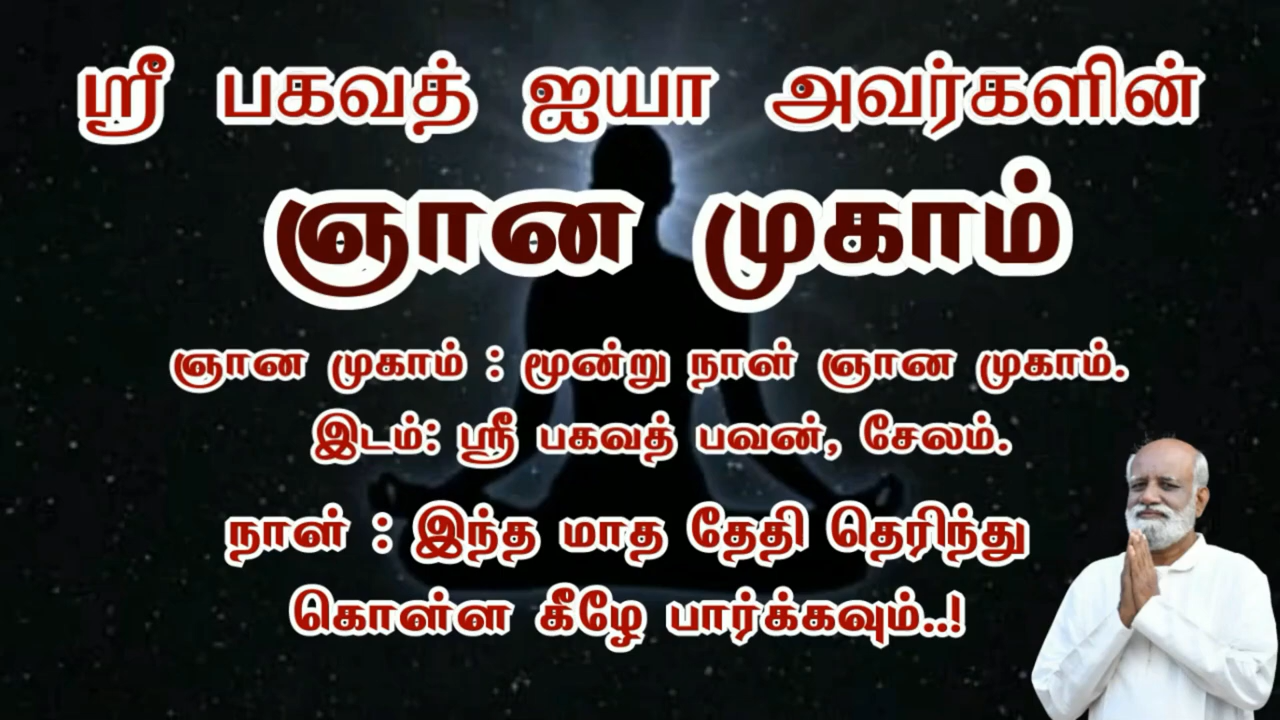 ஸ்ரீ பகவத் ஐயா அவர்களின்
ஞான முகாம்
ஞான முகாம் : மூன்று நாள் ஞான முகாம்.
இடம்: ஸ்ரீ பகவத் பவன், சேலம்.
நாள் : இந்த மாத தேதி தெரிந்து
கொள்ள கீழே பார்க்கவும்..!